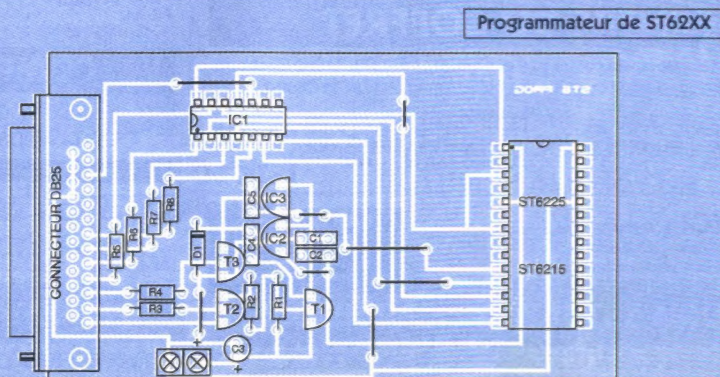 Programmateur de ST62XX
IC1
CONNECTEUR DB25
R5
R6
R7
R8
D1
C5
IC3
C4
IC2
C1
C2
T3
T2
R2
R1
T1
R4
R3
C3
+
+
ST6225
ST6215